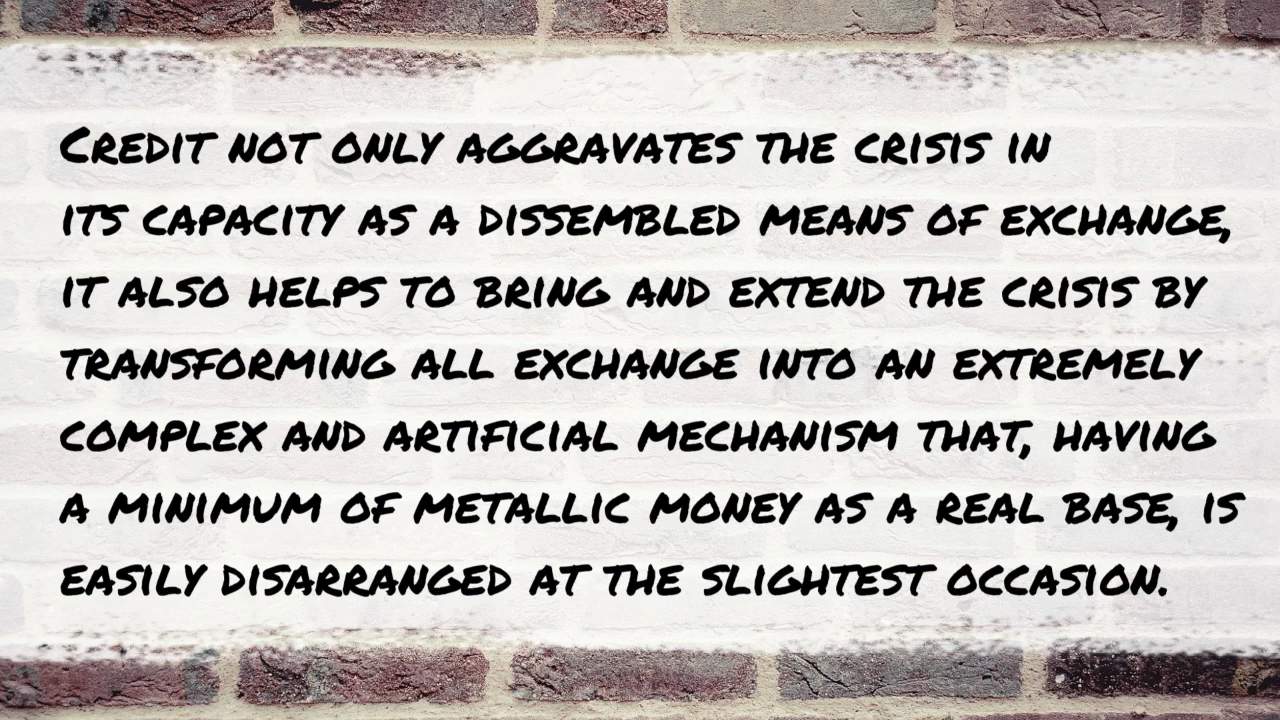 Credit not only aggravates the crisis in
its capacity as a dissembled means of exchange,
it also helps to bring and extend the crisis by
transforming all exchange into an extremely
complex and artificial mechanism that, having
a minimum of metallic money as a real base, is
easily disarranged at the slightest occasion.